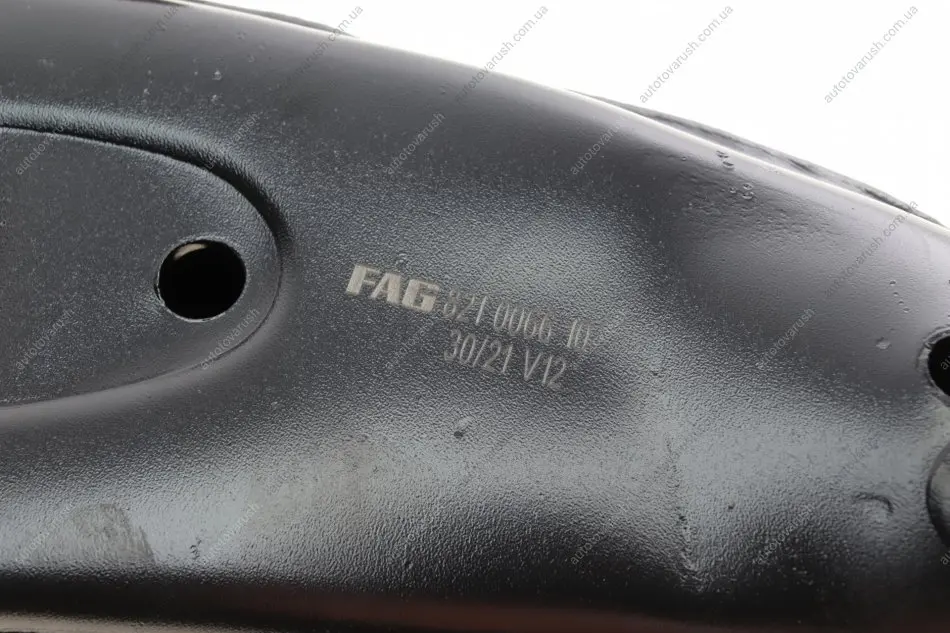 autotovarush.com.ua
FAG 821 0066 10
30/21 V12